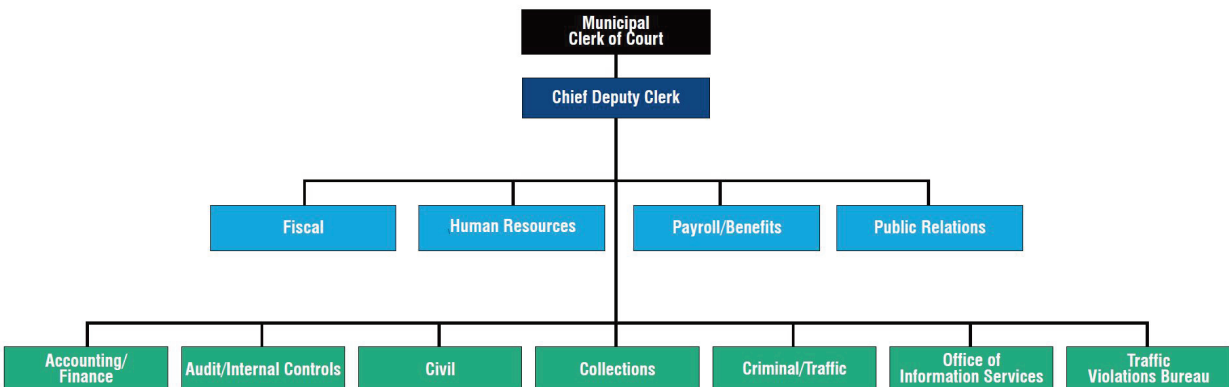 Municipal
Clerk of Court
Chief Deputy Clerk
Fiscal
Human Resources
Payroll/Benefits
Public Relations
Accounting/
Finance
Audit/Internal Controls
Civil
Collections
Criminal/Traffic
Office of
Information Services
Traffic
Violations Bureau